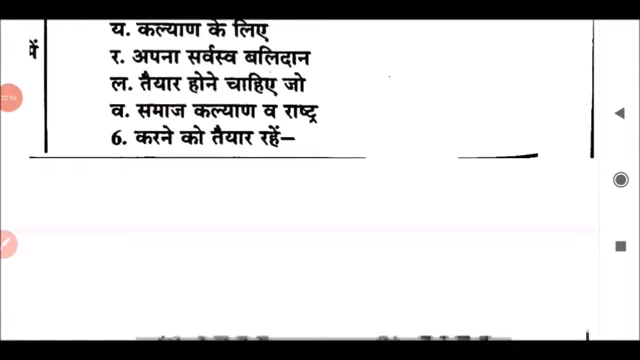 य. कल्याण के लिए
में
र. अपना सर्वस्व बलिदान
ल. तैयार होने चाहिए जो
व. समाज कल्याण व राष्ट्र
6. करने को तैयार रहें–